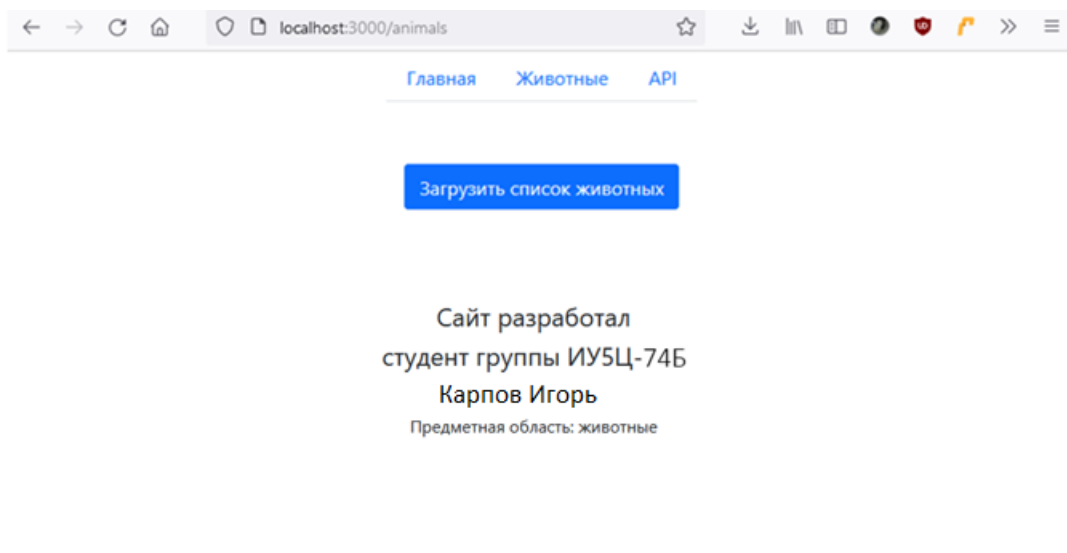 localhost:3000/animals
Главная Животные API
Загрузить список животных
Сайт разработал
студент группы ИУ5Ц-74Б
Карпов Игорь
Предметная область: животные